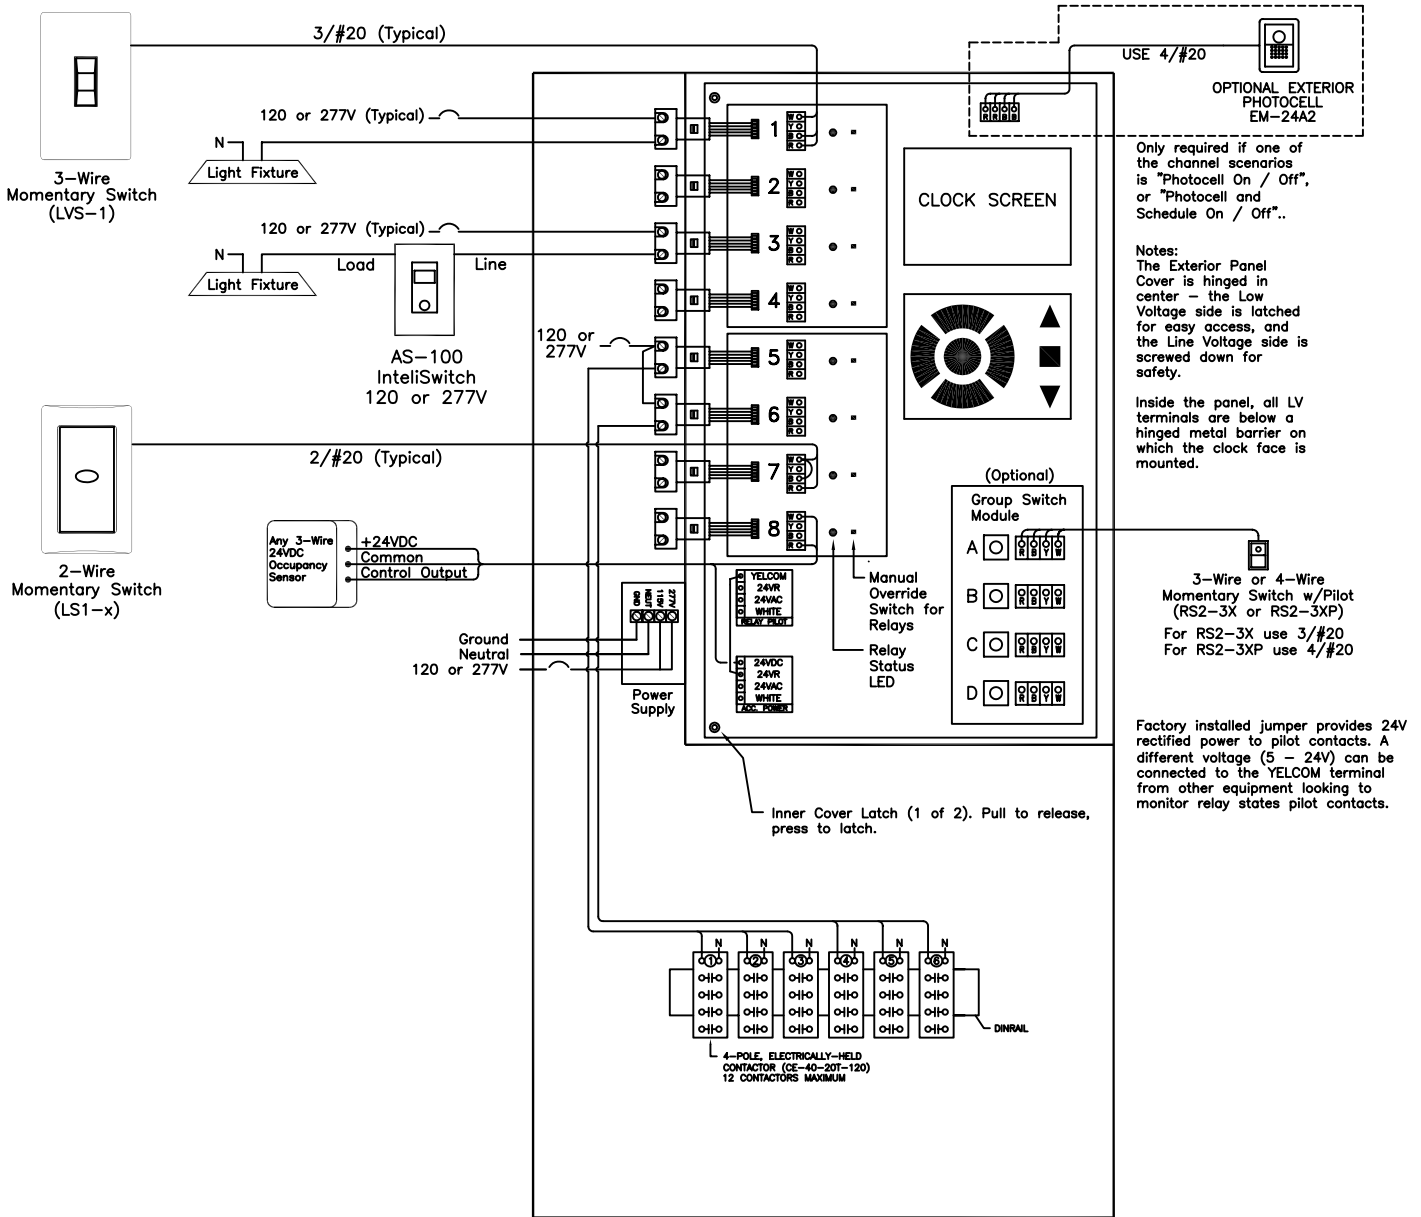 3/#20 (Typical)
USE 4/#20
OPTIONAL EXTERIOR
PHOTOCELL
EM-24A2
R R B B
120 or 277V (Typical)
N
Light Fixture
3-Wire
Momentary Switch
(LVS-1)
1
W
Y
B
R
2
W
Y
B
R
CLOCK SCREEN
Only required if one of
the channel scenarios
is "Photocell On / Off",
or "Photocell and
Schedule On / Off"..
120 or 277V (Typical)
N
Light Fixture
Load
Line
3
W
Y
B
R
4
W
Y
B
R
Notes:
The Exterior Panel
Cover is hinged in
center – the Low
Voltage side is latched
for easy access, and
the Line Voltage side is
screwed down for
safety.
120 or
277V
AS-100
InteliSwitch
120 or 277V
5
W
Y
B
R
6
W
Y
B
R
Inside the panel, all LV
terminals are below a
hinged metal barrier on
which the clock face is
mounted.
2/#20 (Typical)
7
W
Y
B
R
8
W
Y
B
R
(Optional)
Group Switch
Module
A
R B Y W
B
R B Y W
C
R B Y W
D
R B Y W
Any 3-Wire
24VDC
Occupancy
Sensor
+24VDC
Common
Control Output
2-Wire
Momentary Switch
(LS1-x)
3-Wire or 4-Wire
Momentary Switch w/Pilot
(RS2-3X or RS2-3XP)
For RS2-3X use 3/#20
For RS2-3XP use 4/#20
YELCOM
24VR
24VAC
WHITE
RELAY PILOT
Manual
Override
Switch for
Relays
GND
NEUT
115V
277V
Ground
Neutral
120 or 277V
Power
Supply
24VDC
24VR
24VAC
WHITE
ACC. POWER
Relay
Status
LED
Factory installed jumper provides 24V
rectified power to pilot contacts. A
different voltage (5 – 24V) can be
connected to the YELCOM terminal
from other equipment looking to
monitor relay states pilot contacts.
Inner Cover Latch (1 of 2). Pull to release,
press to latch.
N N N N N N
1 2 3 4 5 6
DINRAIL
4-POLE, ELECTRICALLY-HELD
CONTACTOR (CE-40-20T-120)
12 CONTACTORS MAXIMUM